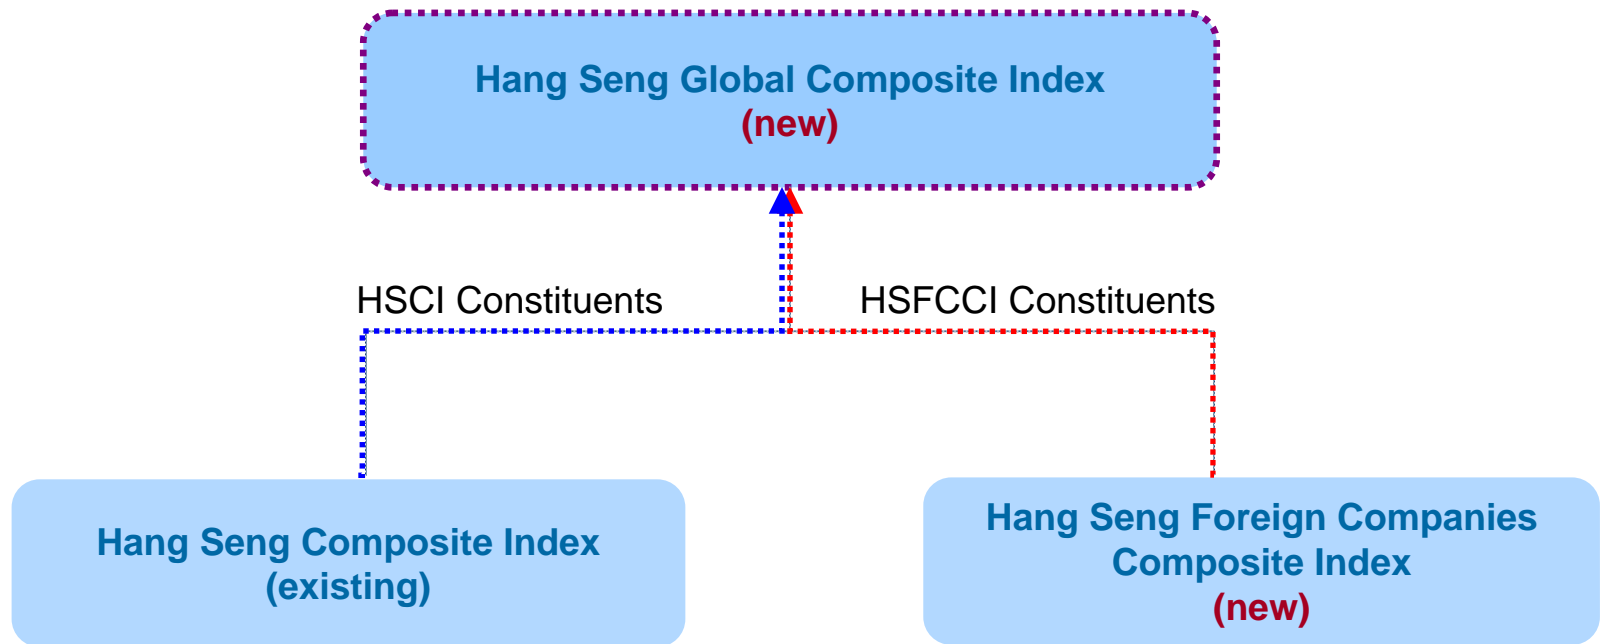 Hang Seng Global Composite Index
(new)
HSCI Constituents
HSFCCI Constituents
Hang Seng Composite Index
(existing)
Hang Seng Foreign Companies
Composite Index
(new)